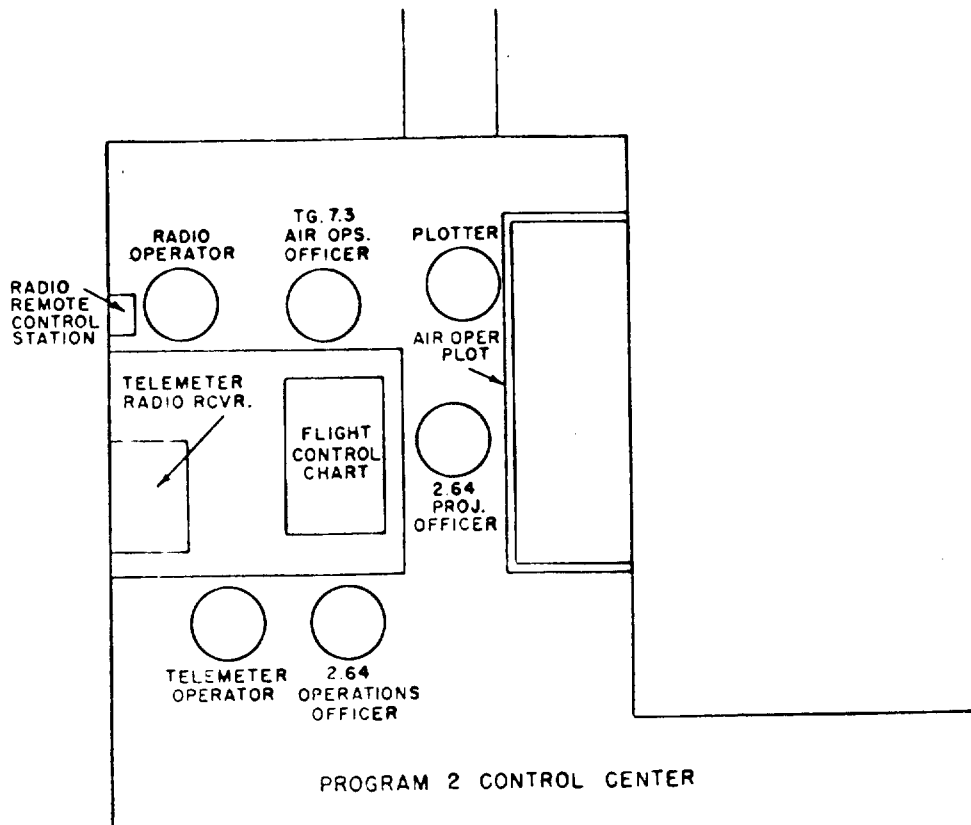 RADIO
OPERATOR
TG. 7.3
AIR OPS.
OFFICER
PLOTTER
RADIO
REMOTE
CONTROL
STATION
AIR OPER
PLOT
TELEMETER
RADIO RCVR.
FLIGHT
CONTROL
CHART
2.64
PROJ.
OFFICER
TELEMETER
OPERATOR
2.64
OPERATIONS
OFFICER
PROGRAM 2 CONTROL CENTER